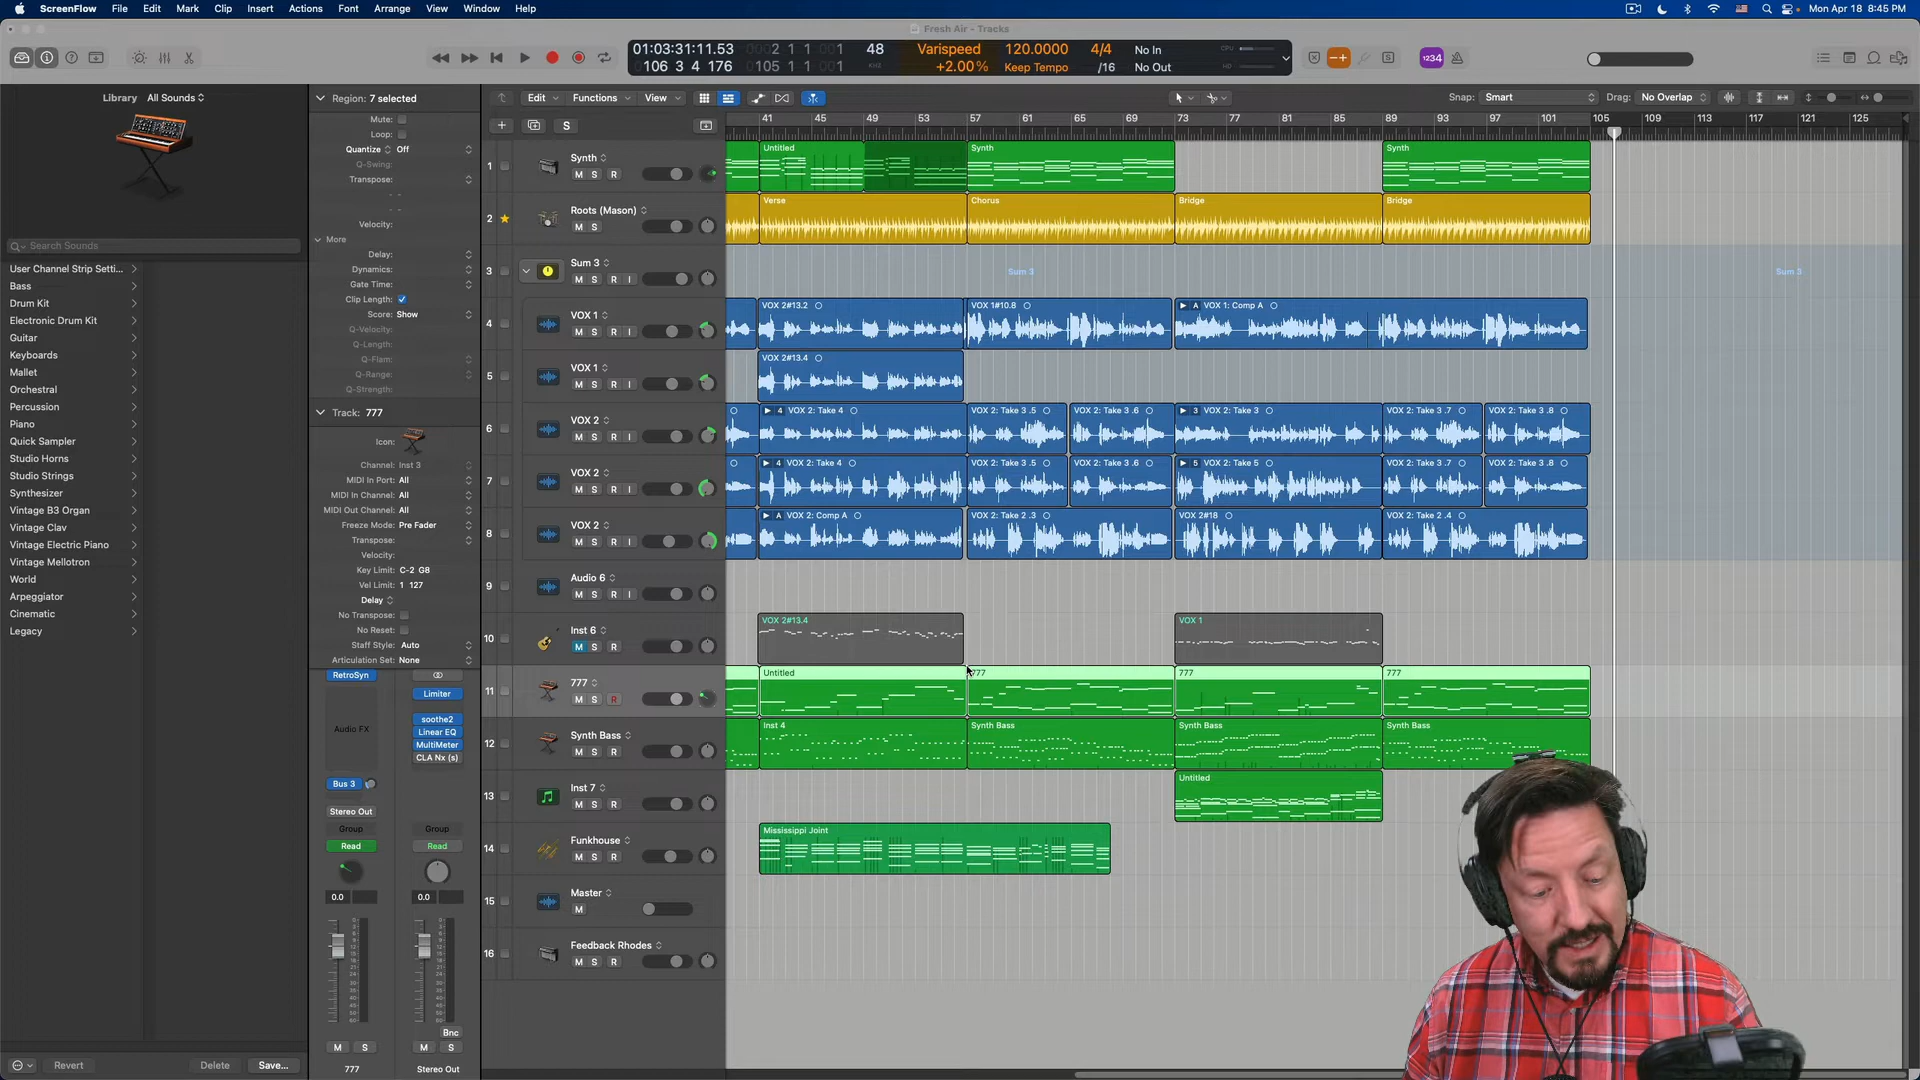 ScreenFlow File Edit Mark Clip Insert Actions Font Arrange View Window Help
Mon Apr 18 8:45 PM
Fresh Air - Tracks
01:03:31:11.53
106 3 4 176
0002 1 1 001
0105 1 1 001
48
Varispeed
+2.00%
120.0000
Keep Tempo
4/4
/16
No In
No Out
CPU
HD
1234
Library All Sounds
Search Sounds
User Channel Strip Setti...
Bass
Drum Kit
Electronic Drum Kit
Guitar
Keyboards
Mallet
Orchestral
Percussion
Piano
Quick Sampler
Studio Horns
Studio Strings
Synthesizer
Vintage B3 Organ
Vintage Clav
Vintage Electric Piano
Vintage Mellotron
World
Arpeggiator
Cinematic
Legacy
Revert
Delete
Save...
Region: 7 selected
Mute:
Loop:
Quantize Off
Q-Swing:
Transpose:
Velocity:
More
Delay:
Dynamics:
Gate Time:
Clip Length:
Score: Show
Q-Velocity:
Q-Length:
Q-Flam:
Q-Range:
Q-Strength:
Track: 777
Icon:
Channel: Inst 3
MIDI In Port: All
MIDI In Channel: All
MIDI Out Channel: All
Freeze Mode: Pre Fader
Transpose:
Velocity:
Key Limit: C-2 G8
Vel Limit: 1 127
Delay
No Transpose:
No Reset:
Staff Style: Auto
Articulation Set: None
RetroSyn
Limiter
Audio FX
soothe2
Linear EQ
MultiMeter
CLA Nx (s)
Bus 3
Stereo Out
Group Group
Read Read
0.0 0.0
Bnc
M S M S
777 Stereo Out
Edit Functions View
Snap: Smart
Drag: No Overlap
S
41 45 49 53 57 61 65 69 73 77 81 85 89 93 97 101 105 109 113 117 121 125
1 Synth
M S R
Untitled Synth Synth
2 Roots (Mason)
M S
Verse Chorus Bridge Bridge
3 Sum 3
M S R I
Sum 3 Sum 3
4 VOX 1
M S R I
VOX 2#13.2 VOX 1#10.8 A VOX 1: Comp A
5 VOX 1
M S R I
VOX 2#13.4
6 VOX 2
M S R I
4 VOX 2: Take 4 VOX 2: Take 3 .5 VOX 2: Take 3 .6 3 VOX 2: Take 3 VOX 2: Take 3 .7 VOX 2: Take 3 .8
7 VOX 2
M S R I
4 VOX 2: Take 4 VOX 2: Take 3 .5 VOX 2: Take 3 .6 5 VOX 2: Take 5 VOX 2: Take 3 .7 VOX 2: Take 3 .8
8 VOX 2
M S R I
A VOX 2: Comp A VOX 2: Take 2 .3 VOX 2#18 VOX 2: Take 2 .4
9 Audio 6
M S R I
10 Inst 6
M S R
VOX 2#13.4 VOX 1
11 777
M S R
Untitled 777 777 777
12 Synth Bass
M S R
Inst 4 Synth Bass Synth Bass Synth Bass
13 Inst 7
M S R
Untitled
14 Funkhouse
M S R
Mississippi Joint
15 Master
M
16 Feedback Rhodes
M S R